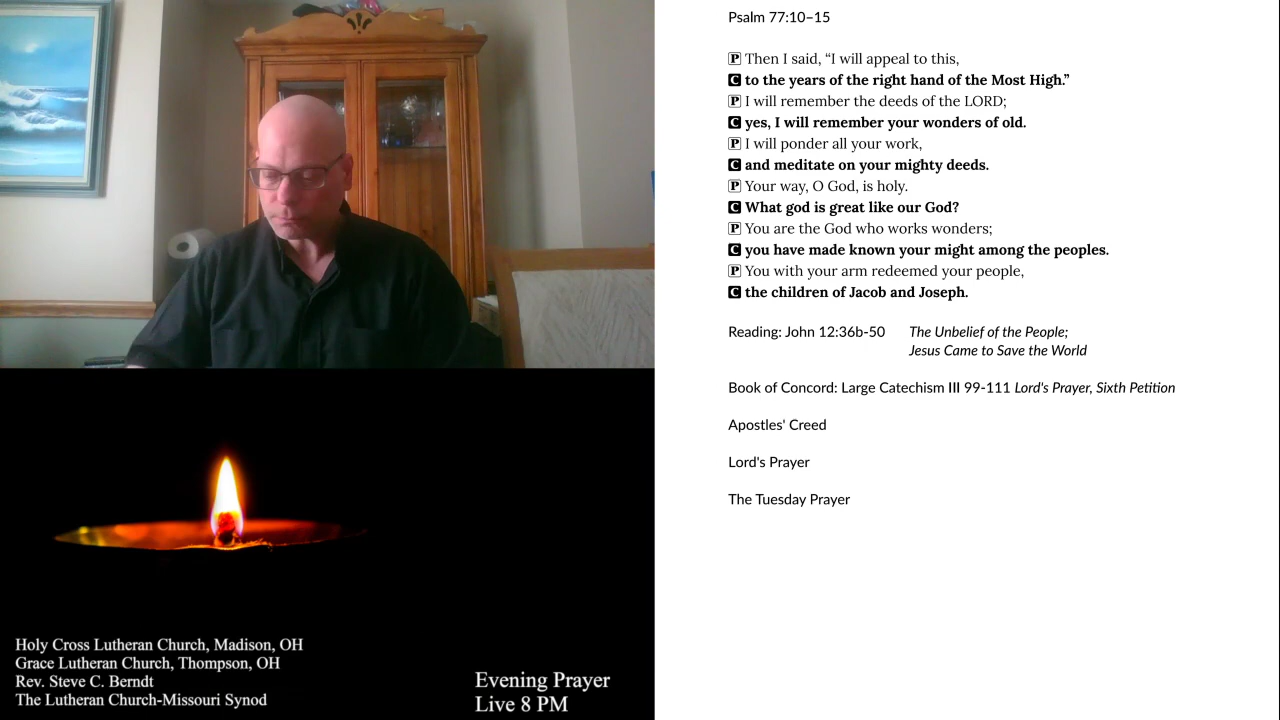 Psalm 77:10–15
P Then I said, “I will appeal to this,
C to the years of the right hand of the Most High.”
P I will remember the deeds of the LORD;
C yes, I will remember your wonders of old.
P I will ponder all your work,
C and meditate on your mighty deeds.
P Your way, O God, is holy.
C What god is great like our God?
P You are the God who works wonders;
C you have made known your might among the peoples.
P You with your arm redeemed your people,
C the children of Jacob and Joseph.
Reading: John 12:36b-50 The Unbelief of the People;
Jesus Came to Save the World
Book of Concord: Large Catechism III 99-111 Lord's Prayer, Sixth Petition
Apostles' Creed
Lord's Prayer
The Tuesday Prayer
Holy Cross Lutheran Church, Madison, OH
Grace Lutheran Church, Thompson, OH
Rev. Steve C. Berndt
The Lutheran Church-Missouri Synod
Evening Prayer
Live 8 PM